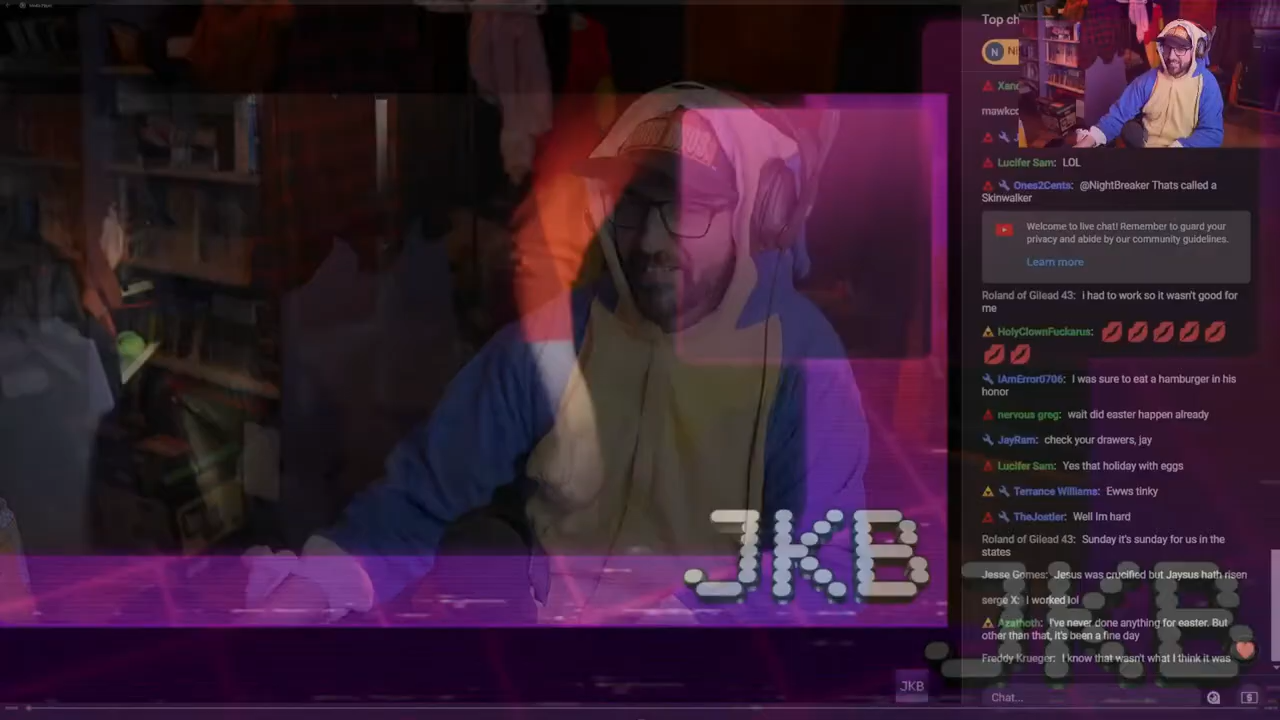 Top ch
N Ni
Xand
mawkco
Lucifer Sam: LOL
Ones2Cents: @NightBreaker Thats called a
Skinwalker
Welcome to live chat! Remember to guard your
privacy and abide by our community guidelines.
Learn more
Roland of Gilead 43: I had to work so it wasn't good for
me
HolyClownFuckarus:
IAmError0706: I was sure to eat a hamburger in his
honor
nervous greg: wait did easter happen already
JayRam: check your drawers, jay
Lucifer Sam: Yes that holiday with eggs
Terrance Williams: Ewws tinky
TheJostler: Well Im hard
Roland of Gilead 43: Sunday it's sunday for us in the
states
Jesse Gomes: Jesus was crucified but Jaysus hath risen
serge X: I worked lol
Azathoth: I've never done anything for easter. But
other than that, it's been a fine day
Freddy Krueger: I know that wasn't what I think it was
Chat...
JKB
JKB
JKB